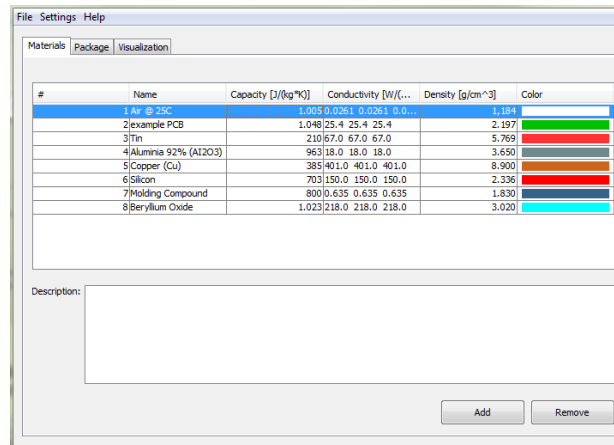 File Settings Help
Materials Package Visualization
# Name Capacity [J/(kg*K)] Conductivity [W/(... Density [g/cm^3] Color
1 Air @ 25C 1.005 0.0261 0.0261 0.0... 1,184
2 example PCB 1.048 25.4 25.4 25.4 2.197
3 Tin 210 67.0 67.0 67.0 5.769
4 Aluminia 92% (Al2O3) 963 18.0 18.0 18.0 3.650
5 Copper (Cu) 385 401.0 401.0 401.0 8.900
6 Silicon 703 150.0 150.0 150.0 2.336
7 Molding Compound 800 0.635 0.635 0.635 1.830
8 Beryllium Oxide 1.023 218.0 218.0 218.0 3.020
Description:
Add Remove